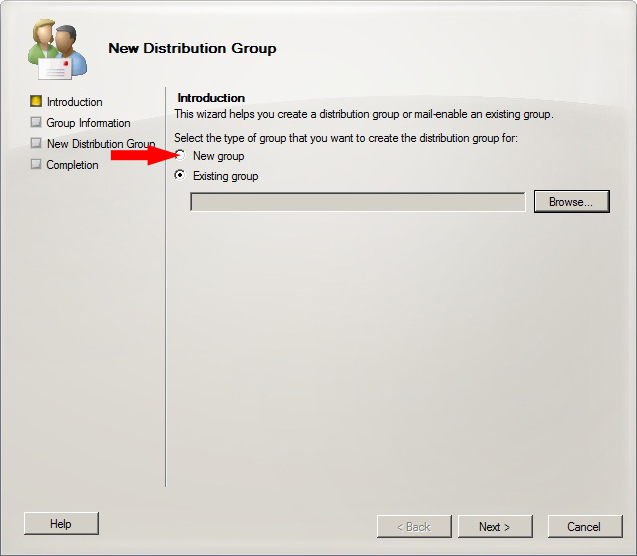 New Distribution Group
Introduction
Group Information
New Distribution Group
Completion
Introduction
This wizard helps you create a distribution group or mail-enable an existing group.
Select the type of group that you want to create the distribution group for:
New group
Existing group
Browse...
Help
< Back
Next >
Cancel